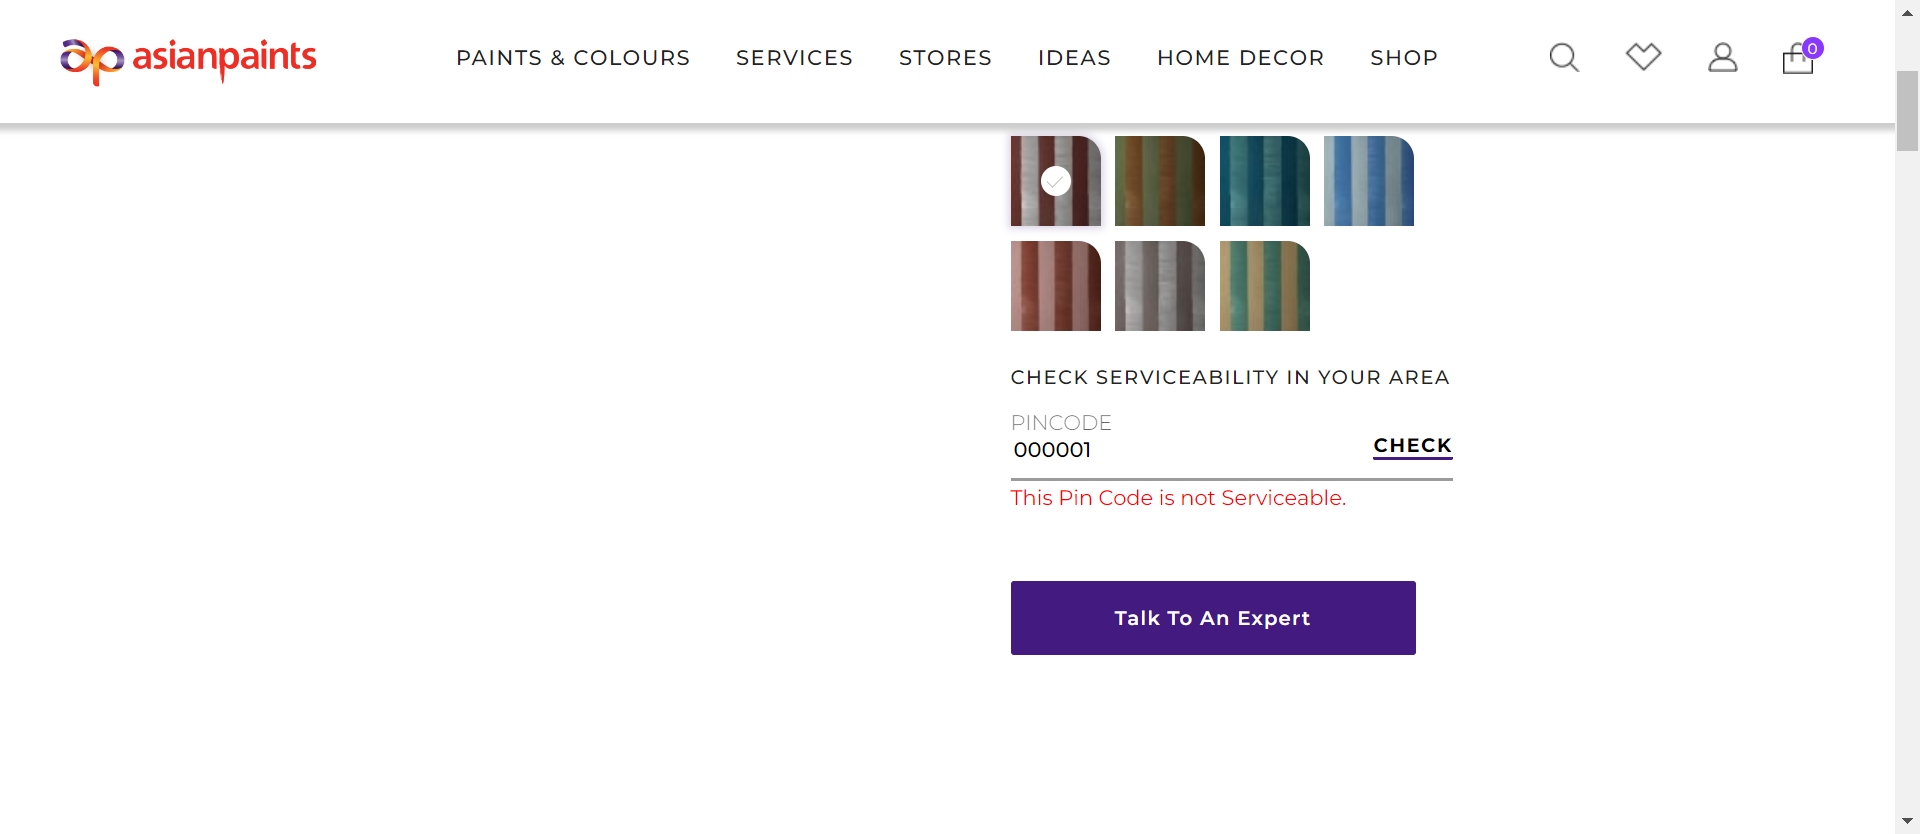 asianpaints
PAINTS & COLOURS SERVICES STORES IDEAS HOME DECOR SHOP
0
CHECK SERVICEABILITY IN YOUR AREA
PINCODE
000001
CHECK
This Pin Code is not Serviceable.
Talk To An Expert